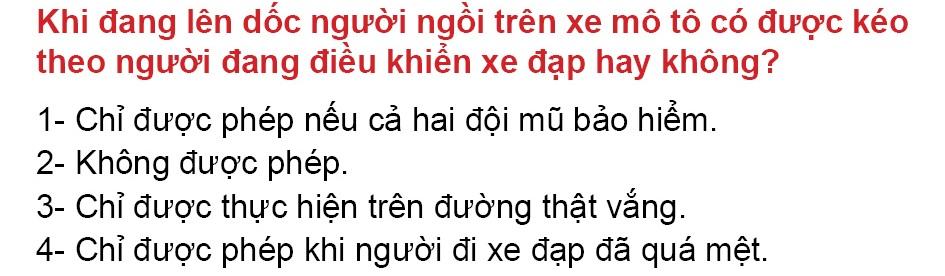 Khi đang lên dốc người ngồi trên xe mô tô có được kéo
theo người đang điều khiển xe đạp hay không?
1- Chỉ được phép nếu cả hai đội mũ bảo hiểm.
2- Không được phép.
3- Chỉ được thực hiện trên đường thật vắng.
4- Chỉ được phép khi người đi xe đạp đã quá mệt.